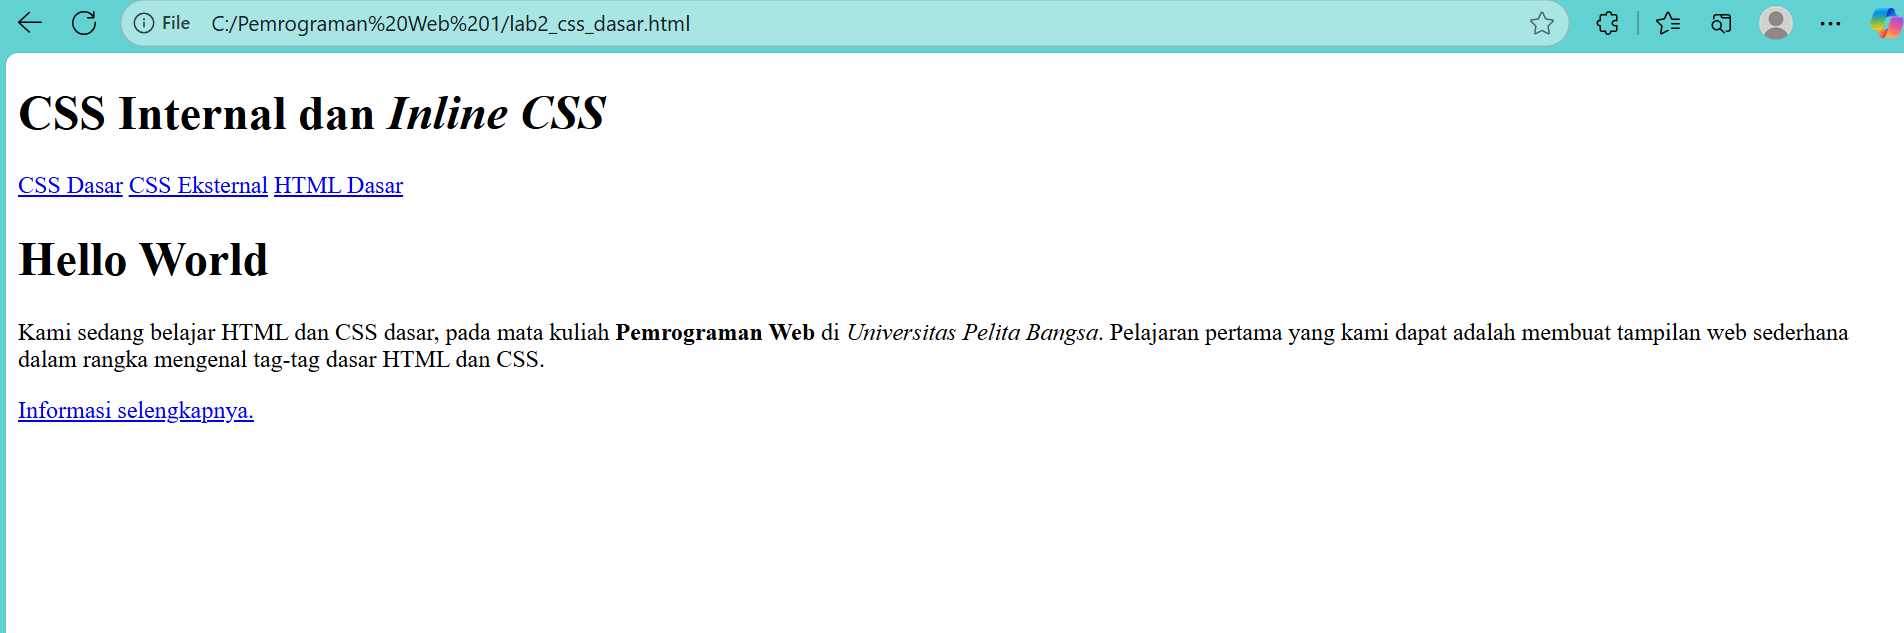 File C:/Pemrograman%20Web%201/lab2_css_dasar.html
CSS Internal dan Inline CSS
CSS Dasar CSS Eksternal HTML Dasar
Hello World
Kami sedang belajar HTML dan CSS dasar, pada mata kuliah Pemrograman Web di Universitas Pelita Bangsa. Pelajaran pertama yang kami dapat adalah membuat tampilan web sederhana
dalam rangka mengenal tag-tag dasar HTML dan CSS.
Informasi selengkapnya.